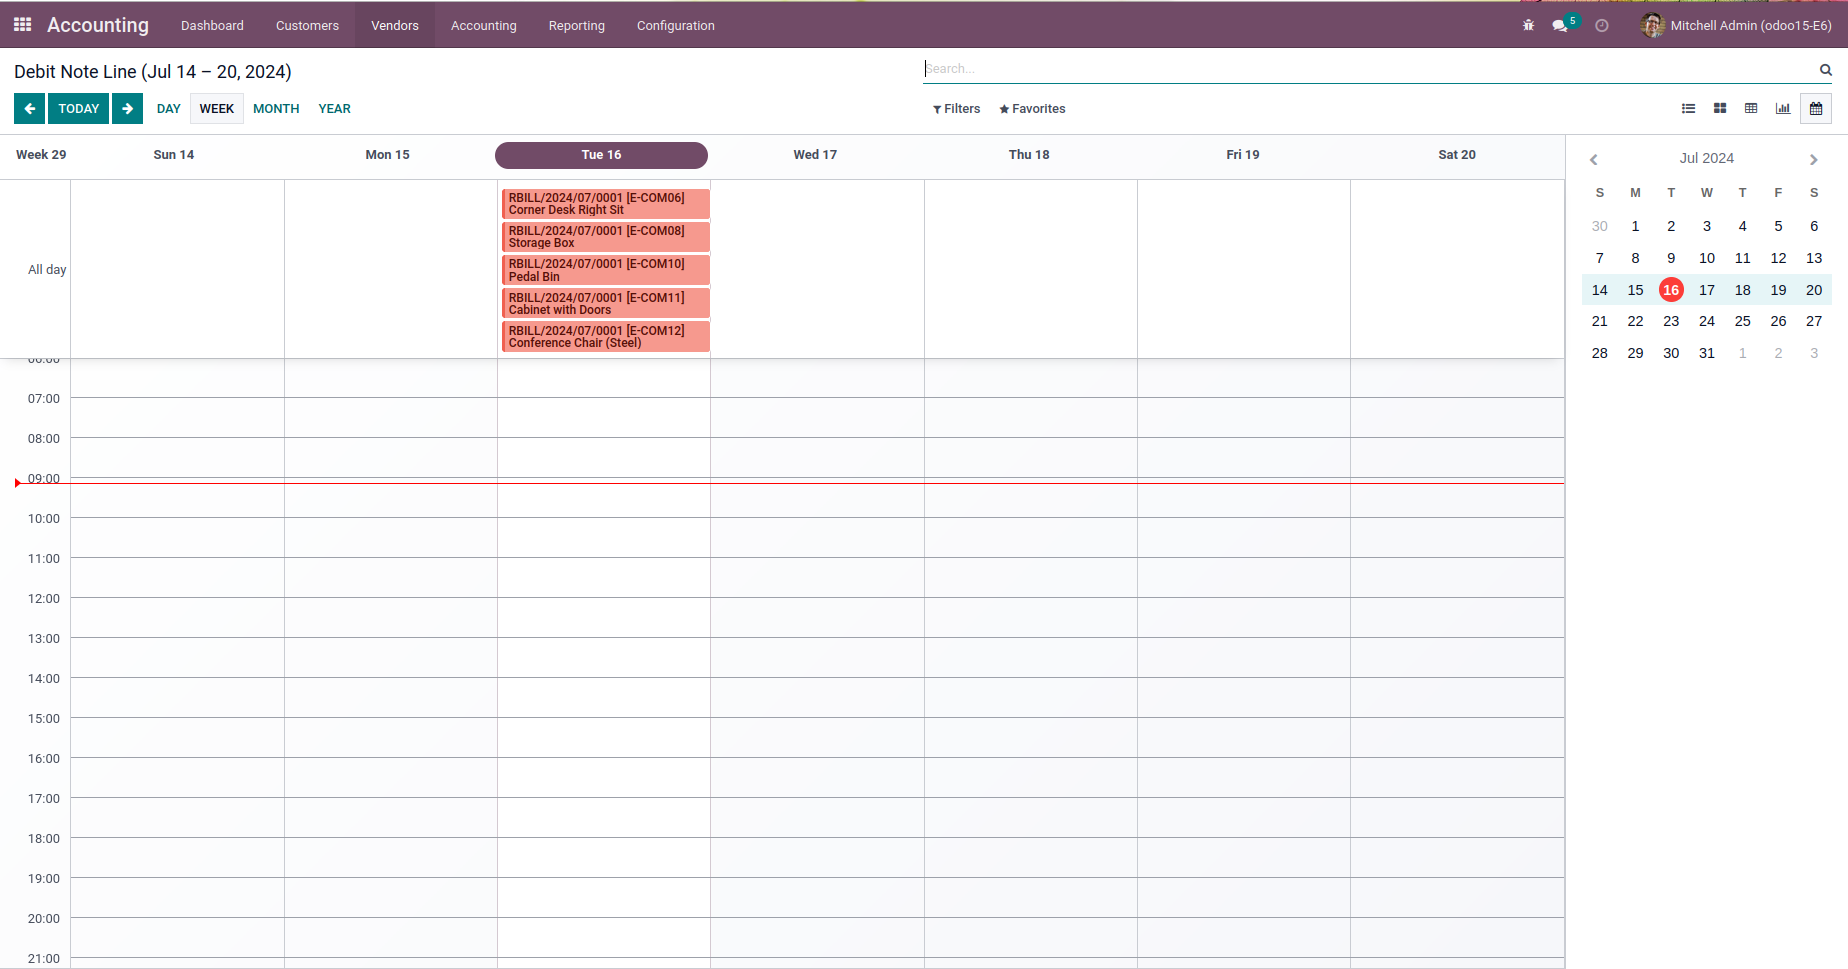 Accounting Dashboard Customers Vendors Accounting Reporting Configuration 5 Mitchell Admin (odoo15-E6)
Debit Note Line (Jul 14 – 20, 2024)
Search...
TODAY DAY WEEK MONTH YEAR
Filters Favorites
Week 29 Sun 14 Mon 15 Tue 16 Wed 17 Thu 18 Fri 19 Sat 20
All day
RBILL/2024/07/0001 [E-COM06]
Corner Desk Right Sit
RBILL/2024/07/0001 [E-COM08]
Storage Box
RBILL/2024/07/0001 [E-COM10]
Pedal Bin
RBILL/2024/07/0001 [E-COM11]
Cabinet with Doors
RBILL/2024/07/0001 [E-COM12]
Conference Chair (Steel)
06:00
07:00
08:00
09:00
10:00
11:00
12:00
13:00
14:00
15:00
16:00
17:00
18:00
19:00
20:00
21:00
Jul 2024
S M T W T F S
30 1 2 3 4 5 6
7 8 9 10 11 12 13
14 15 16 17 18 19 20
21 22 23 24 25 26 27
28 29 30 31 1 2 3